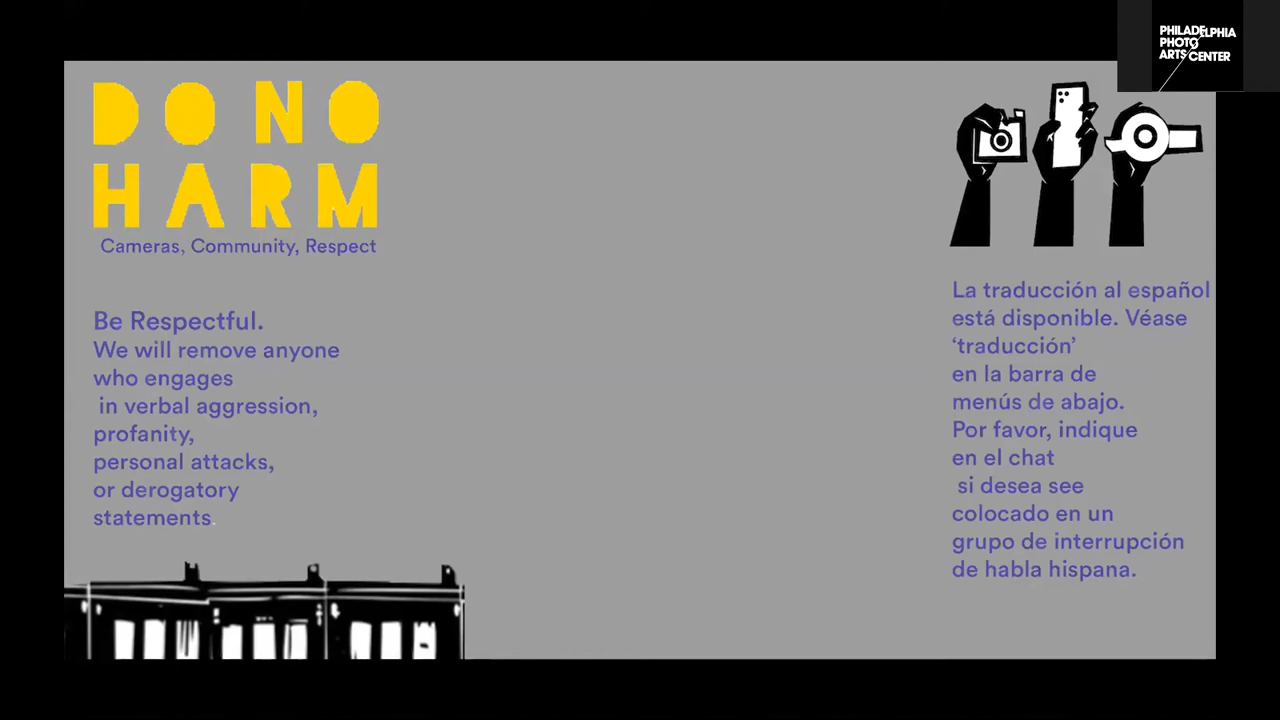 DO NO
HARM
Cameras, Community, Respect
Be Respectful.
We will remove anyone
who engages
in verbal aggression,
profanity,
personal attacks,
or derogatory
statements.
PHILADELPHIA
PHOTO
ARTS CENTER
La traducción al español
está disponible. Véase
‘traducción’
en la barra de
menús de abajo.
Por favor, indique
en el chat
si desea see
colocado en un
grupo de interrupción
de habla hispana.